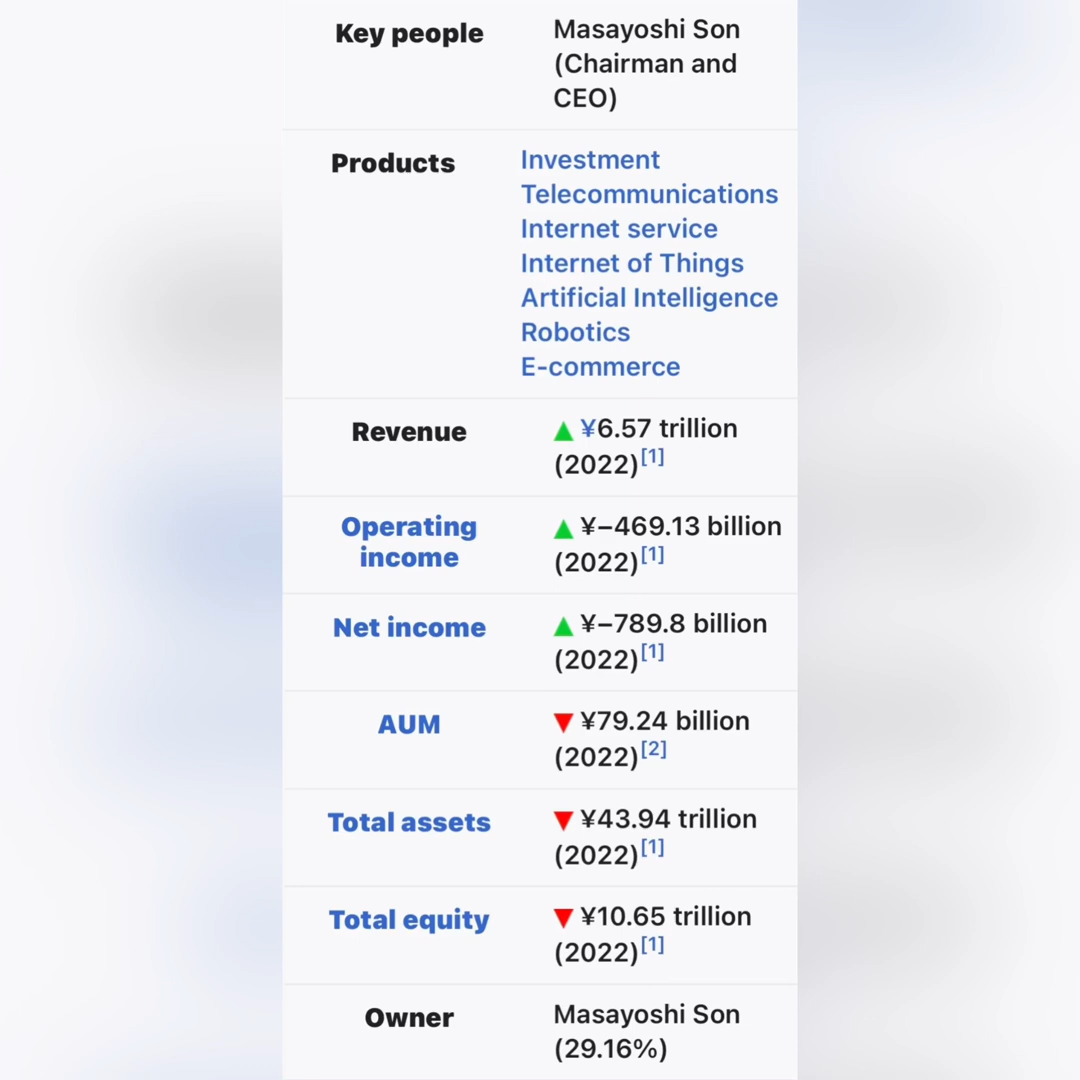 Key people
Masayoshi Son
(Chairman and
CEO)
Products
Investment
Telecommunications
Internet service
Internet of Things
Artificial Intelligence
Robotics
E-commerce
Revenue
▲ ¥6.57 trillion
(2022)[1]
Operating
income
▲ ¥−469.13 billion
(2022)[1]
Net income
▲ ¥−789.8 billion
(2022)[1]
AUM
▼ ¥79.24 billion
(2022)[2]
Total assets
▼ ¥43.94 trillion
(2022)[1]
Total equity
▼ ¥10.65 trillion
(2022)[1]
Owner
Masayoshi Son
(29.16%)